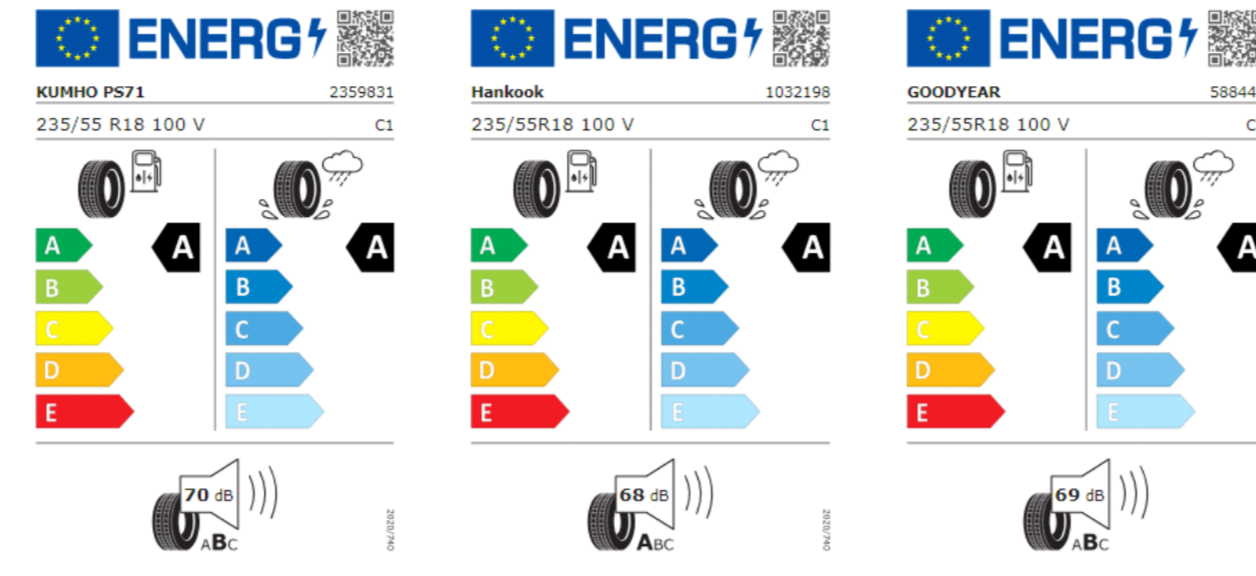 ENERG
KUMHO PS71 2359831
235/55 R18 100 V C1
A A A A
B B
C C
D D
E E
70 dB
ABC
2020/740
ENERG
Hankook 1032198
235/55R18 100 V C1
A A A A
B B
C C
D D
E E
68 dB
ABC
2020/740
ENERG
GOODYEAR 58844
235/55R18 100 V C
A A A A
B B
C C
D D
E E
69 dB
ABC